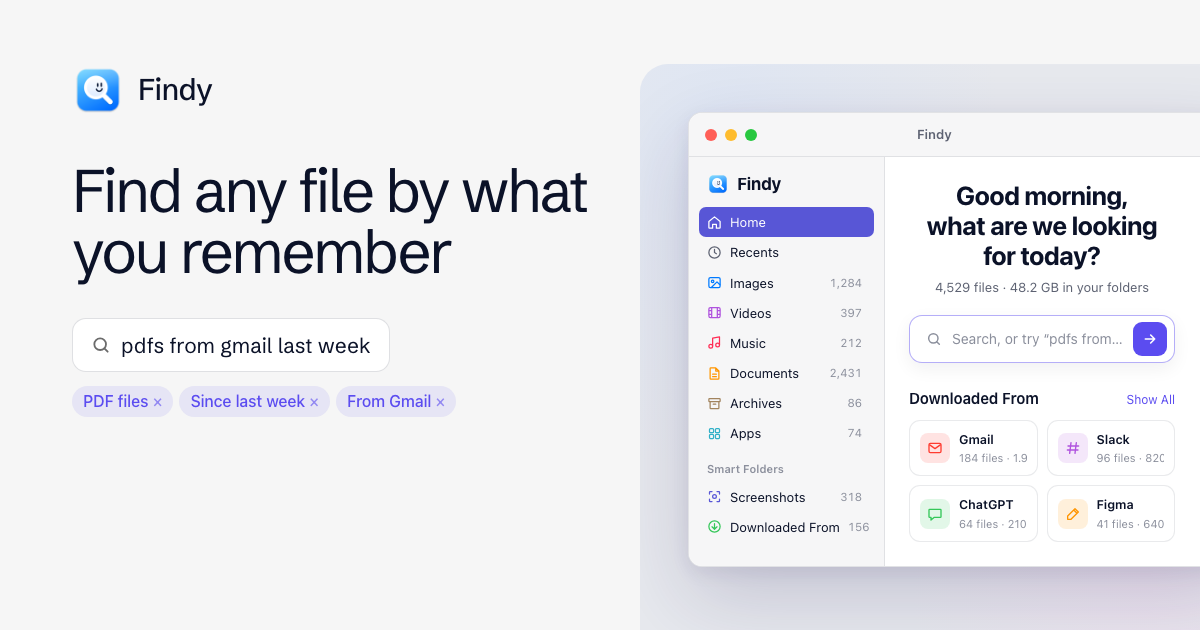 Findy
Find any file by what
you remember
pdfs from gmail last week
PDF files ×
Since last week ×
From Gmail ×
Findy
Findy
Home
Recents
Images 1,284
Videos 397
Music 212
Documents 2,431
Archives 86
Apps 74
Smart Folders
Screenshots 318
Downloaded From 156
Good morning,
what are we looking
for today?
4,529 files · 48.2 GB in your folders
Search, or try “pdfs from...
Downloaded From
Show All
Gmail
184 files · 1.9
Slack
96 files · 820
ChatGPT
64 files · 210
Figma
41 files · 640